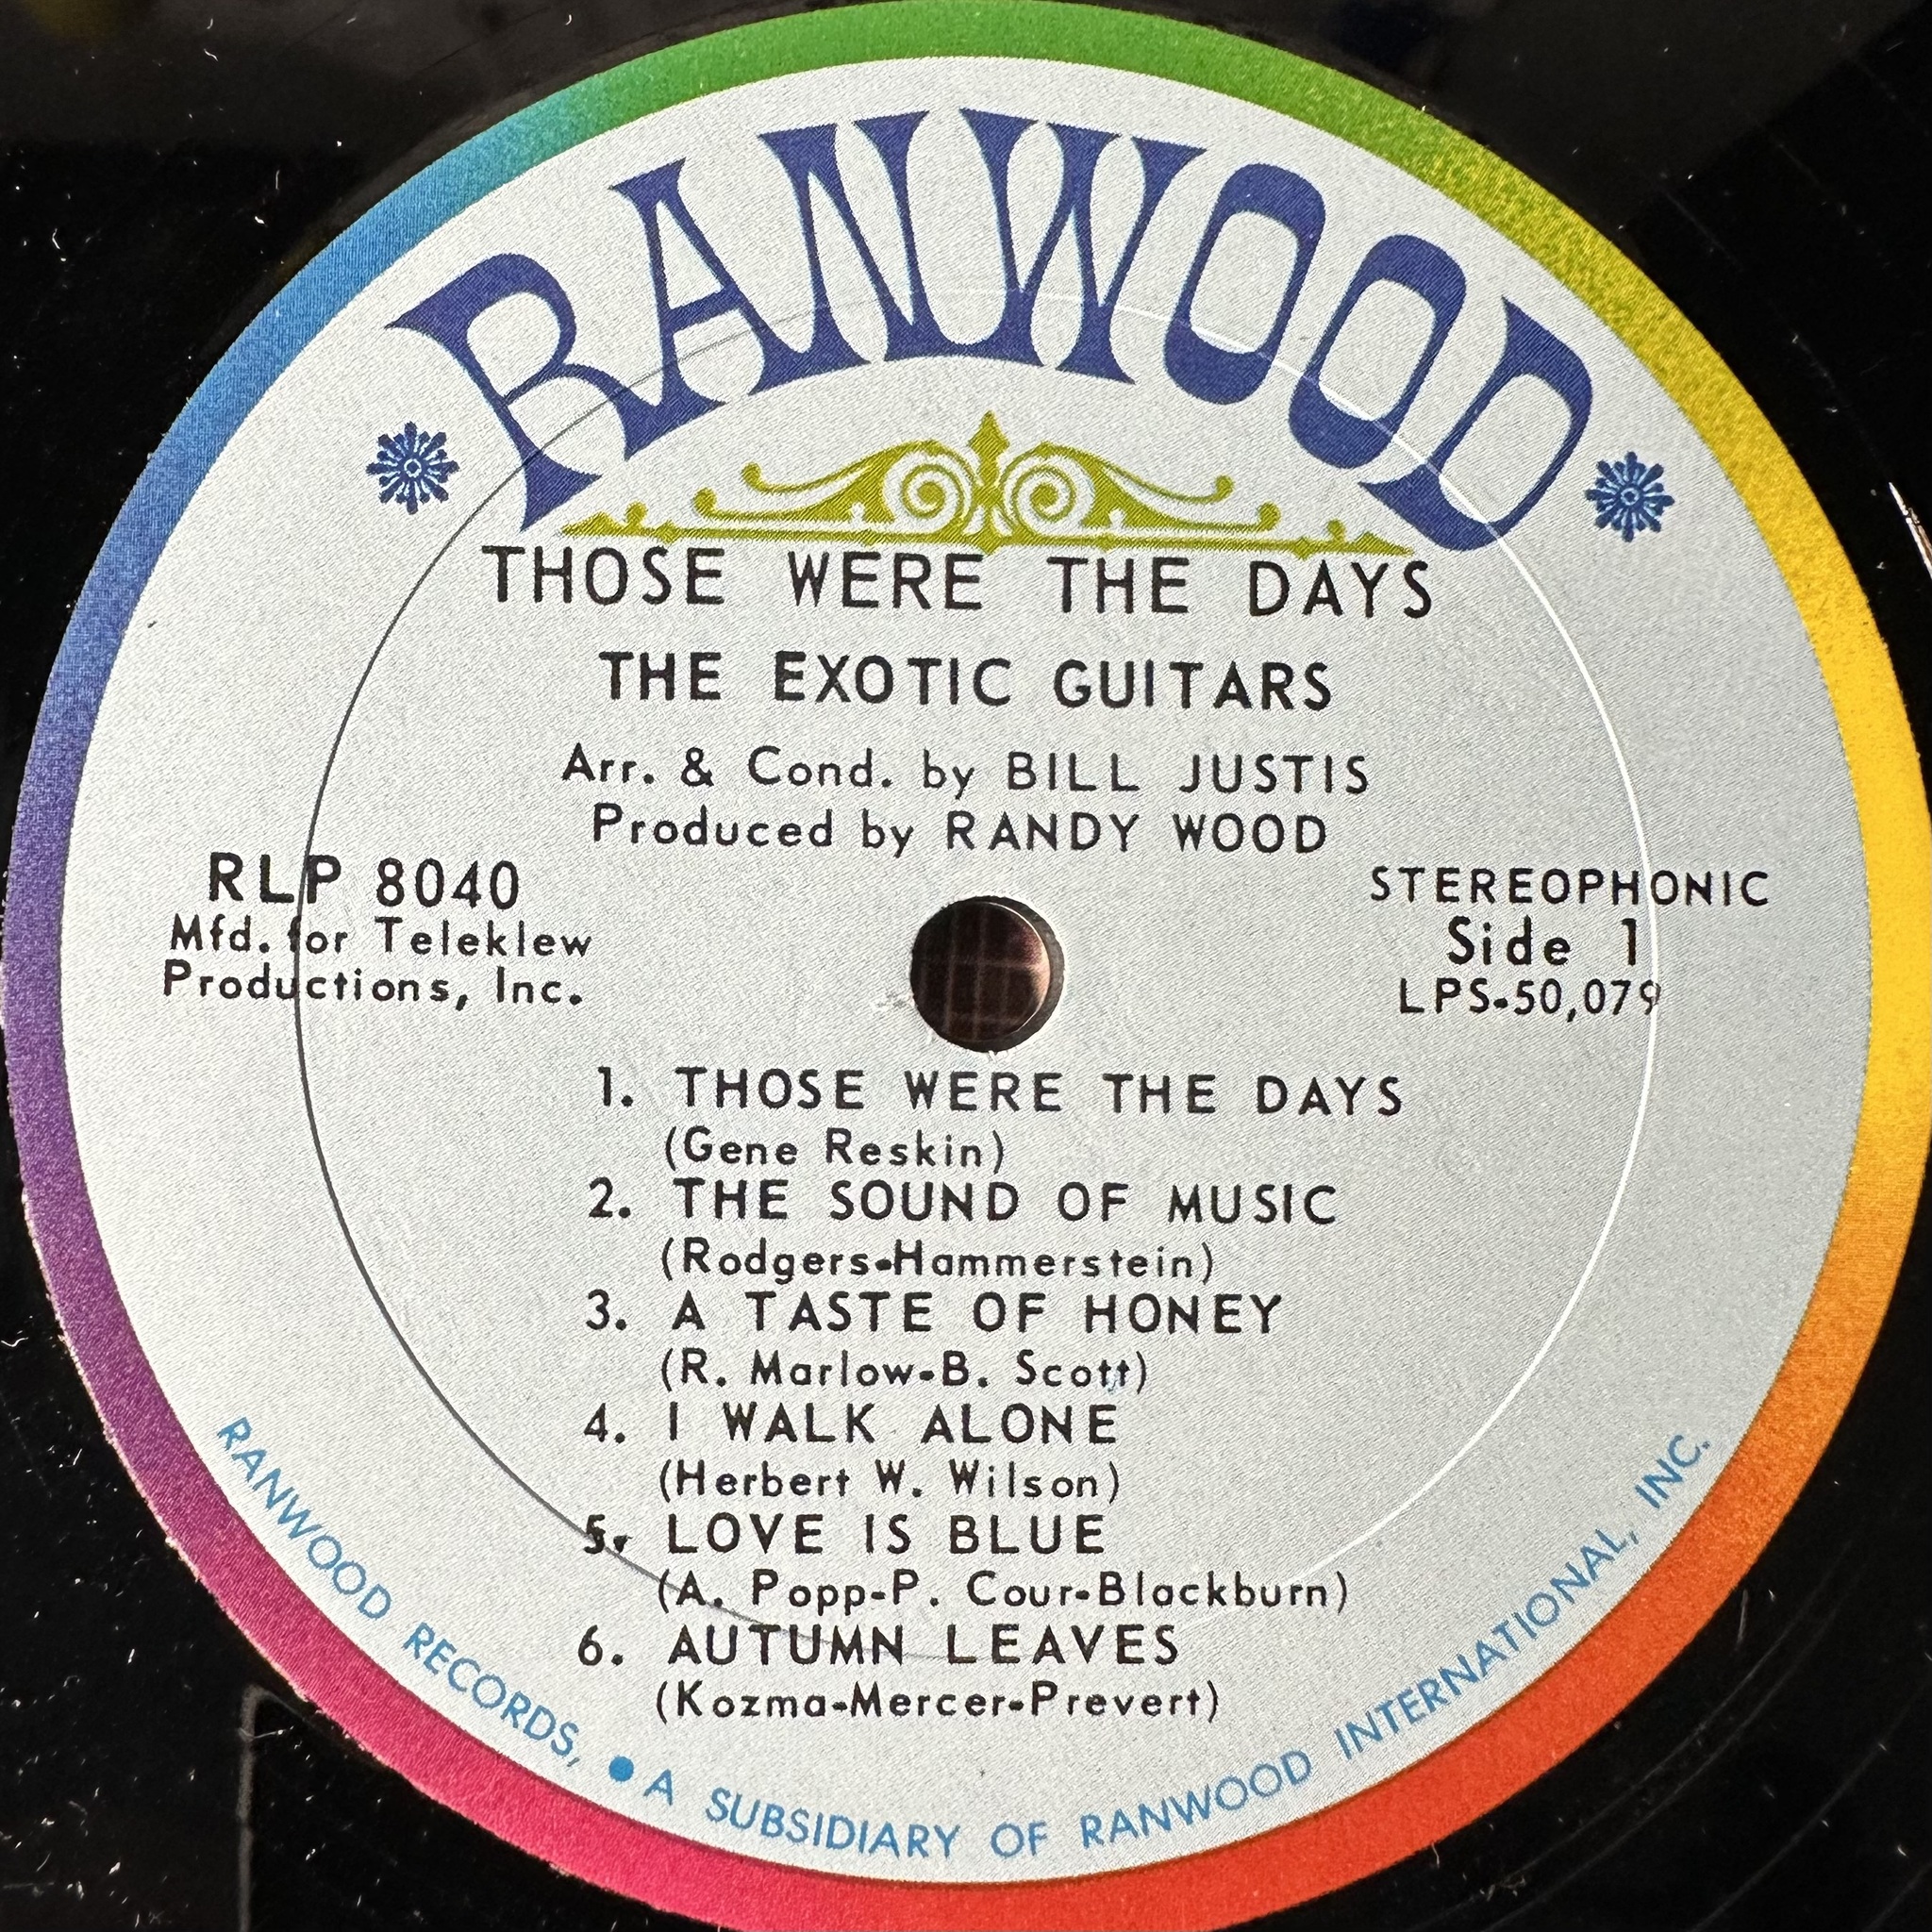 RANWOOD
THOSE WERE THE DAYS
THE EXOTIC GUITARS
Arr. & Cond. by BILL JUSTIS
Produced by RANDY WOOD
RLP 8040
Mfd. for Teleklew
Productions, Inc.
STEREOPHONIC
Side 1
LPS-50,079
1. THOSE WERE THE DAYS
(Gene Reskin)
2. THE SOUND OF MUSIC
(Rodgers-Hammerstein)
3. A TASTE OF HONEY
(R. Marlow-B. Scott)
4. I WALK ALONE
(Herbert W. Wilson)
5. LOVE IS BLUE
(A. Popp-P. Cour-Blackburn)
6. AUTUMN LEAVES
(Kozma-Mercer-Prevert)
RANWOOD RECORDS, ● A SUBSIDIARY OF RANWOOD INTERNATIONAL, INC.